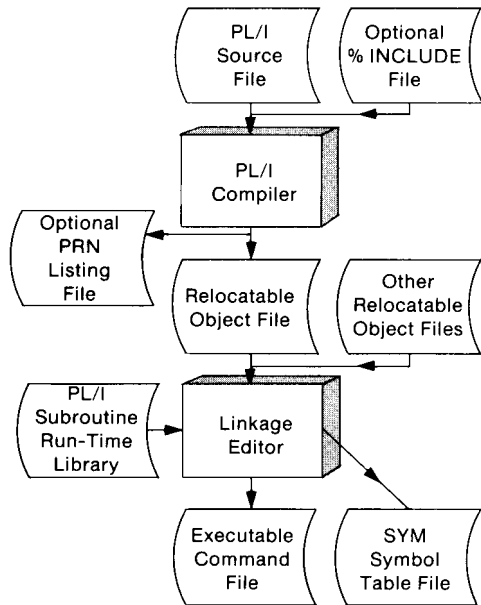 PL/I
Source
File
Optional
% INCLUDE
File
PL/I
Compiler
Optional
PRN
Listing
File
Relocatable
Object File
Other
Relocatable
Object Files
PL/I
Subroutine
Run-Time
Library
Linkage
Editor
Executable
Command
File
SYM
Symbol
Table File